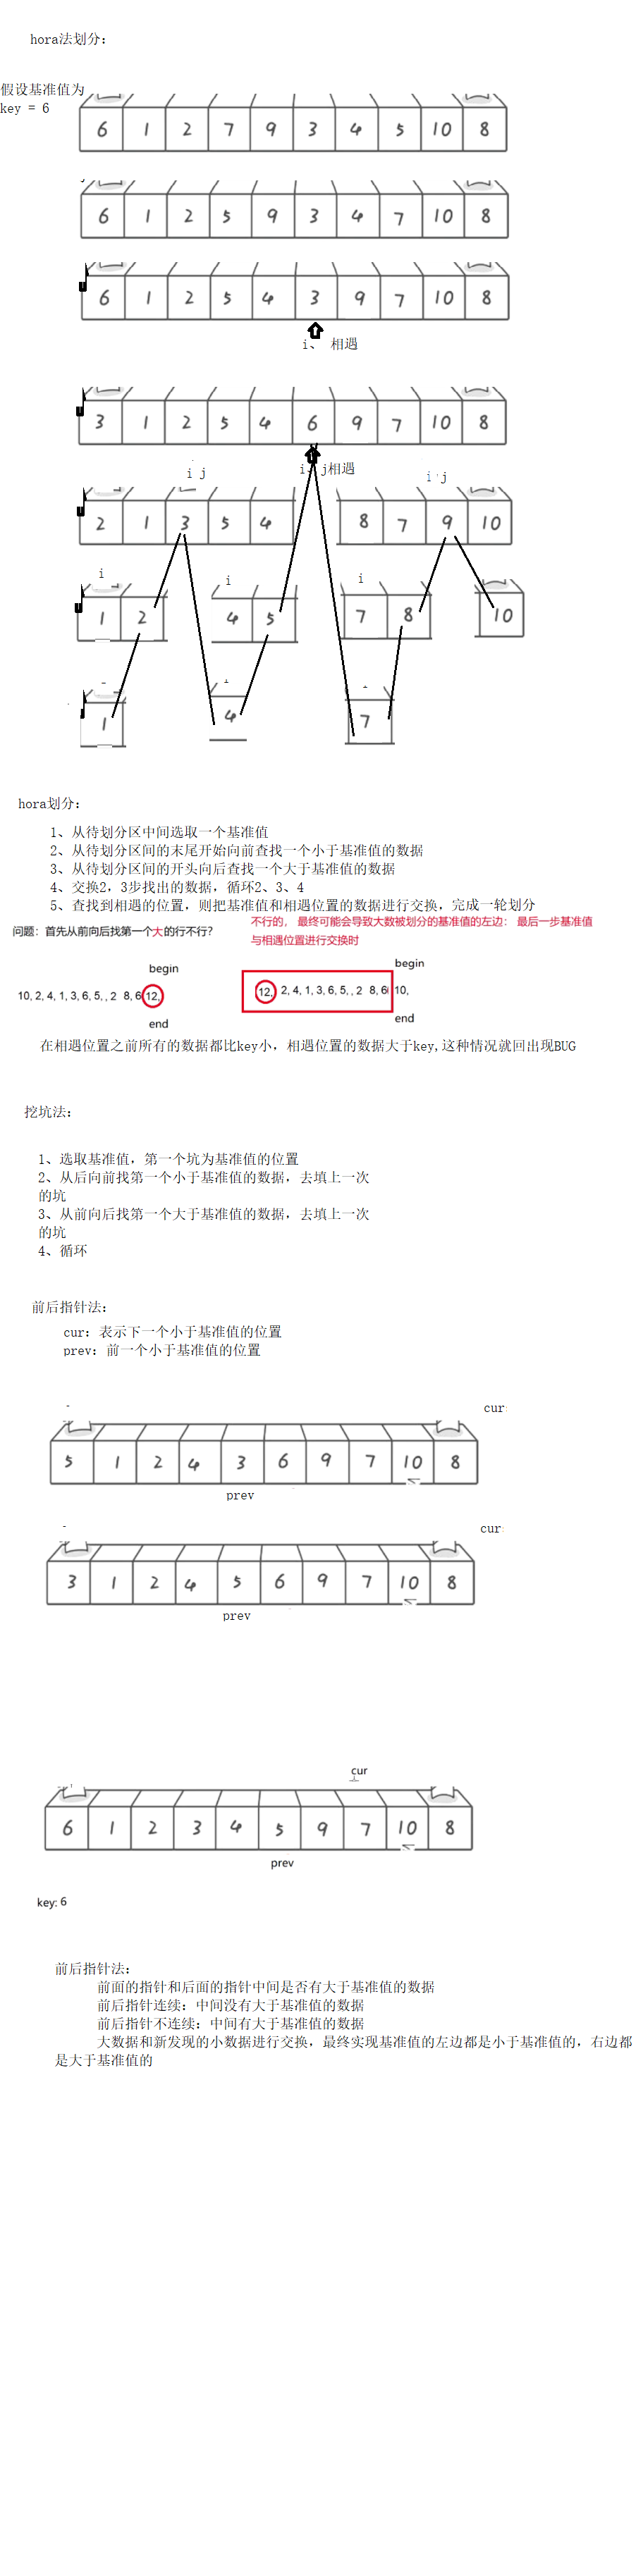 hora法划分：
假设基准值为
key = 6
6 1 2 7 9 3 4 5 10 8
6 1 2 5 9 3 4 7 10 8
6 1 2 5 4 3 9 7 10 8
i、 相遇
3 1 2 5 4 6 9 7 10 8
i、j相遇
i j
i j
2 1 3 5 4 8 7 9 10
i
i
i
1 2 4 5 7 8 10
1 4 7
hora划分：
1、从待划分区中间选取一个基准值
2、从待划分区间的末尾开始向前查找一个小于基准值的数据
3、从待划分区间的开头向后查找一个大于基准值的数据
4、交换2，3步找出的数据，循环2、3、4
5、查找到相遇的位置，则把基准值和相遇位置的数据进行交换，完成一轮划分
问题：首先从前向后找第一个大的行不行？
不行的， 最终可能会导致大数被划分的基准值的左边： 最后一步基准值
与相遇位置进行交换时
begin
10, 2, 4, 1, 3, 6, 5, , 2 8, 6 12,
end
begin
12, 2, 4, 1, 3, 6, 5, , 2 8, 6 10,
end
在相遇位置之前所有的数据都比key小，相遇位置的数据大于key,这种情况就回出现BUG
挖坑法：
1、选取基准值，第一个坑为基准值的位置
2、从后向前找第一个小于基准值的数据，去填上一次
的坑
3、从前向后找第一个大于基准值的数据，去填上一次
的坑
4、循环
前后指针法：
cur：表示下一个小于基准值的位置
prev：前一个小于基准值的位置
cur
5 1 2 4 3 6 9 7 10 8
prev
cur
3 1 2 4 5 6 9 7 10 8
prev
cur
6 1 2 3 4 5 9 7 10 8
prev
key: 6
前后指针法：
前面的指针和后面的指针中间是否有大于基准值的数据
前后指针连续：中间没有大于基准值的数据
前后指针不连续：中间有大于基准值的数据
大数据和新发现的小数据进行交换，最终实现基准值的左边都是小于基准值的，右边都
是大于基准值的